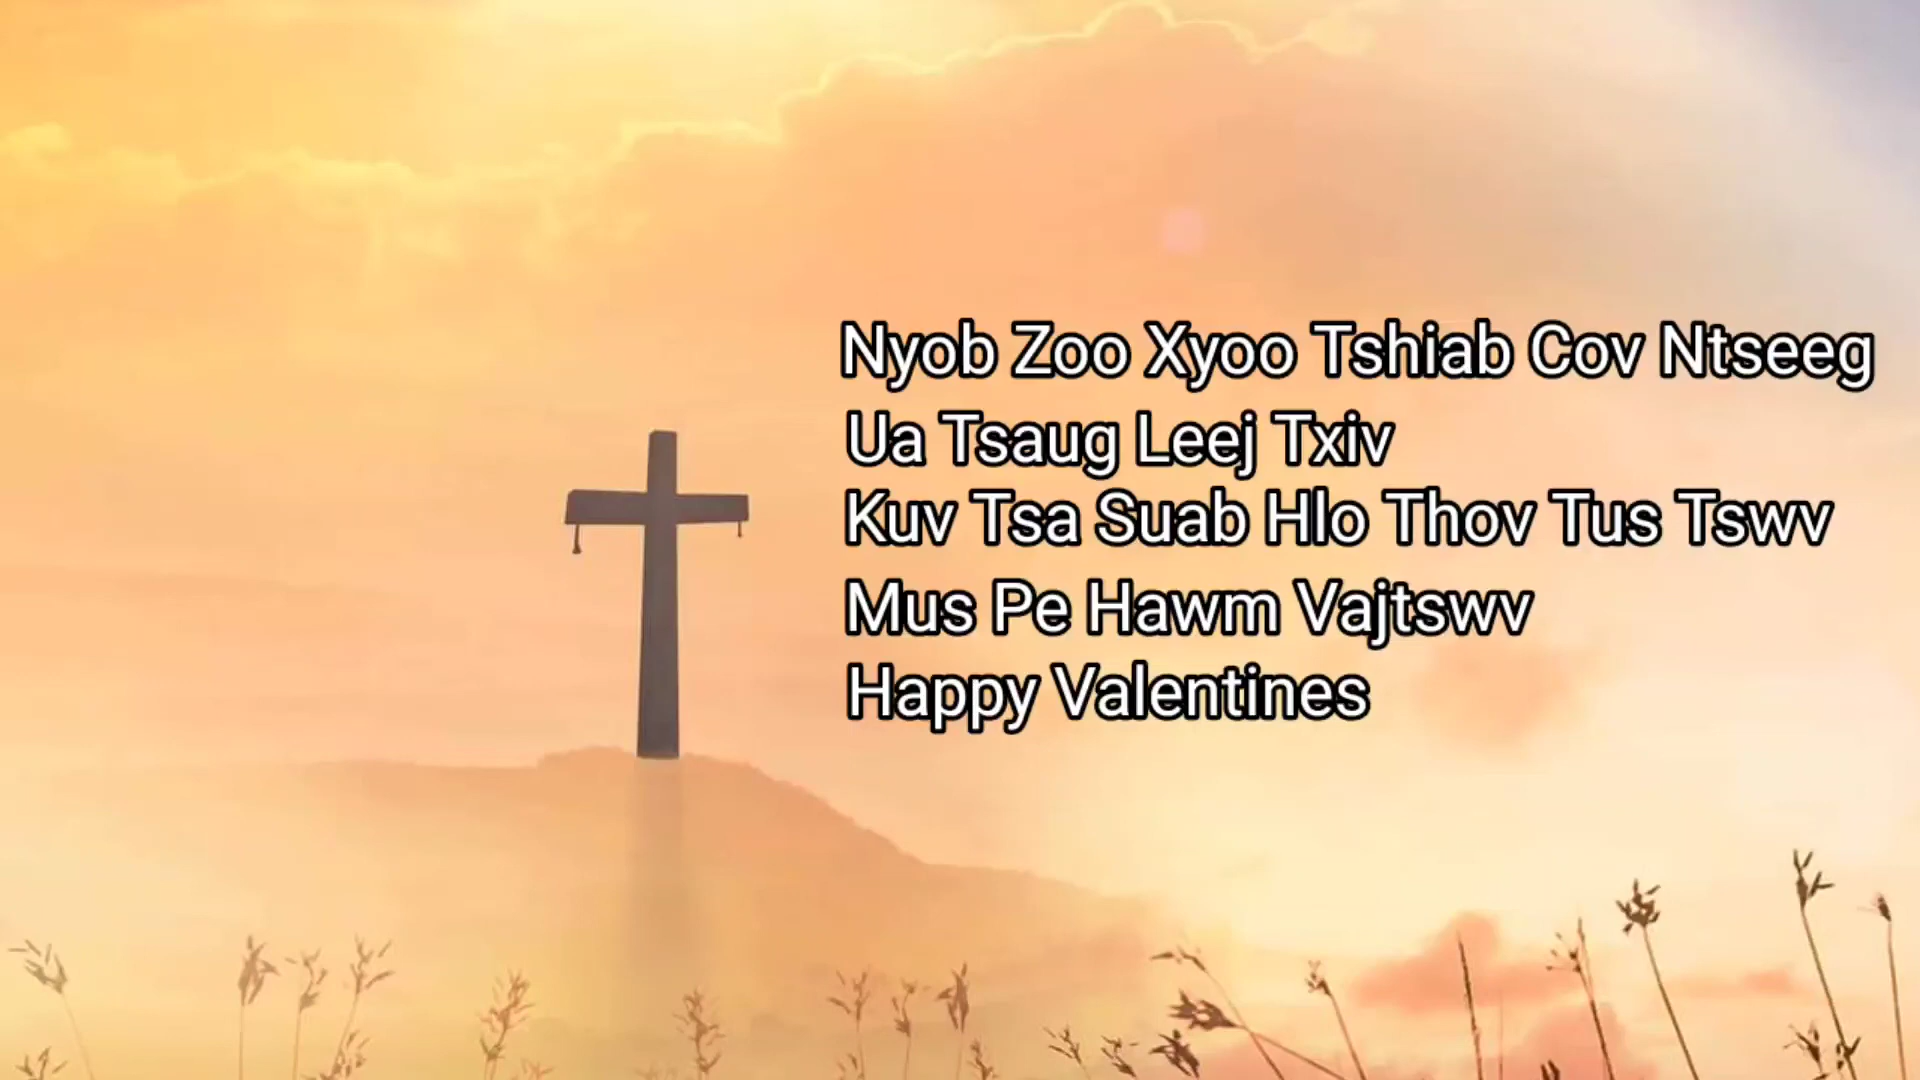 Nyob Zoo Xyoo Tshiab Cov Ntseeg
Ua Tsaug Leej Txiv
Kuv Tsa Suab Hlo Thov Tus Tswv
Mus Pe Hawm Vajtswv
Happy Valentines